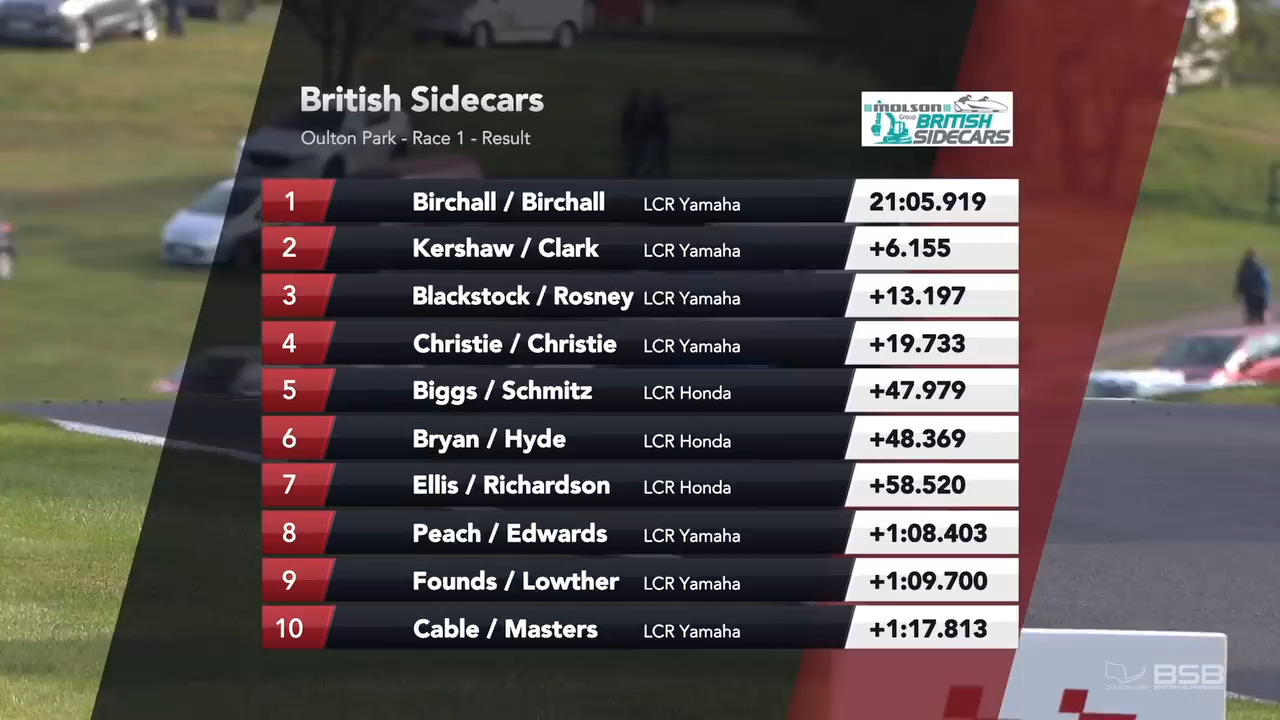 British Sidecars
Oulton Park - Race 1 - Result
MOLSON
Group
BRITISH
SIDECARS
1 Birchall / Birchall LCR Yamaha 21:05.919
2 Kershaw / Clark LCR Yamaha +6.155
3 Blackstock / Rosney LCR Yamaha +13.197
4 Christie / Christie LCR Yamaha +19.733
5 Biggs / Schmitz LCR Honda +47.979
6 Bryan / Hyde LCR Honda +48.369
7 Ellis / Richardson LCR Honda +58.520
8 Peach / Edwards LCR Yamaha +1:08.403
9 Founds / Lowther LCR Yamaha +1:09.700
10 Cable / Masters LCR Yamaha +1:17.813
OULTON PARK BSB